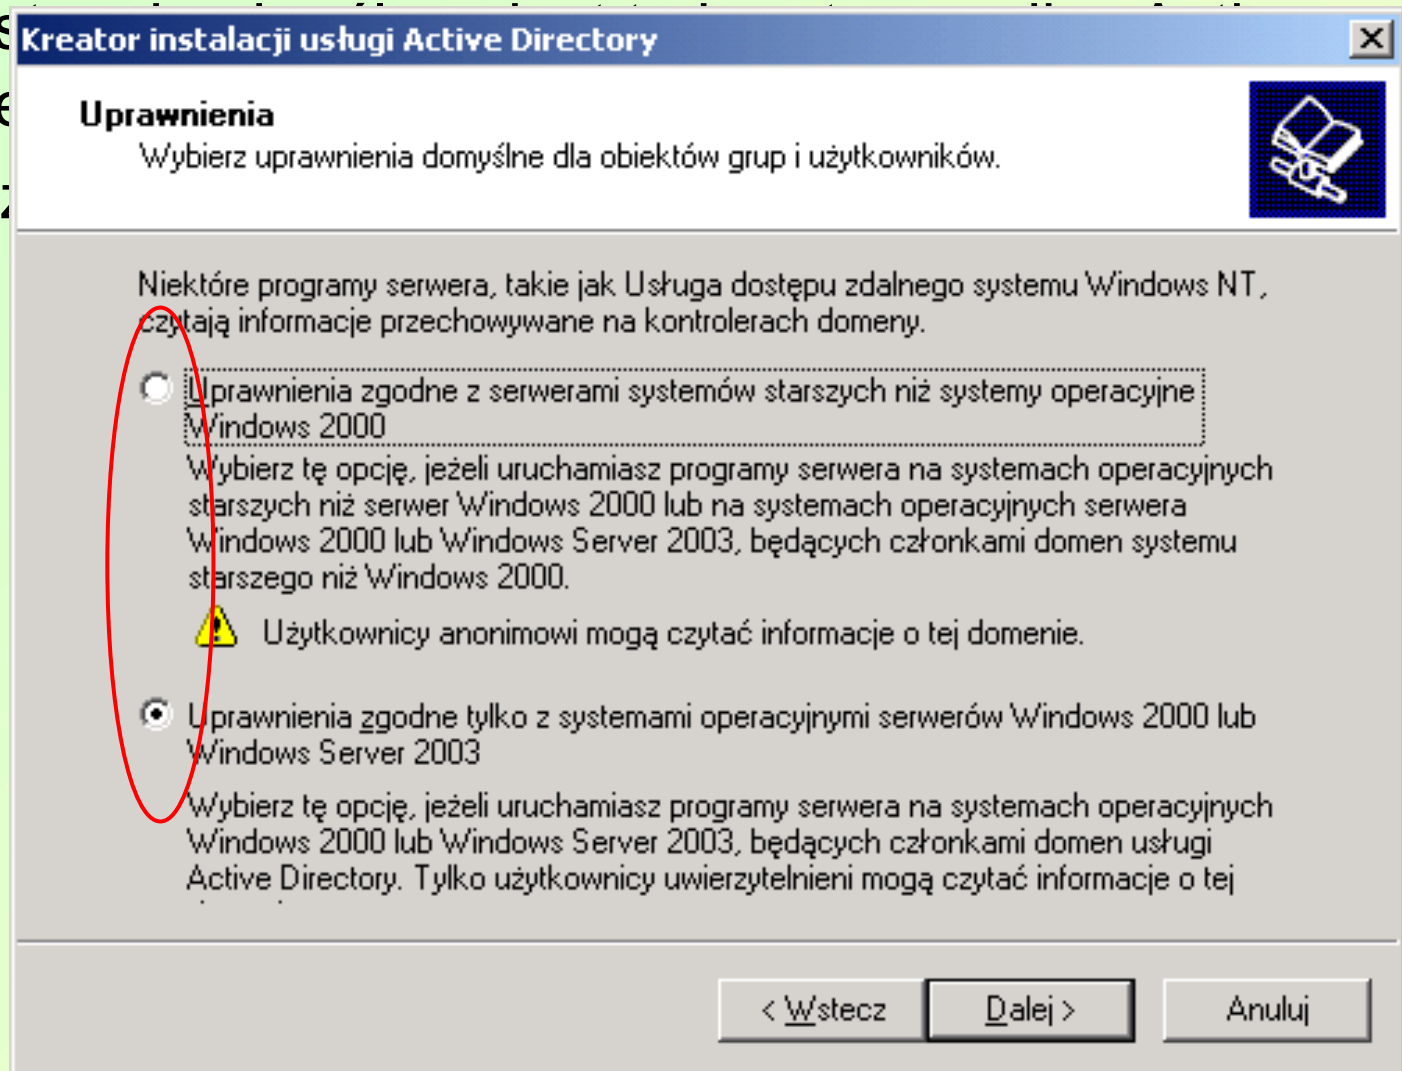 Kreator instalacji usługi Active Directory
Uprawnienia
Wybierz uprawnienia domyślne dla obiektów grup i użytkowników.
Niektóre programy serwera, takie jak Usługa dostępu zdalnego systemu Windows NT,
czytają informacje przechowywane na kontrolerach domeny.
Uprawnienia zgodne z serwerami systemów starszych niż systemy operacyjne
Windows 2000
Wybierz tę opcję, jeżeli uruchamiasz programy serwera na systemach operacyjnych
starszych niż serwer Windows 2000 lub na systemach operacyjnych serwera
Windows 2000 lub Windows Server 2003, będących członkami domen systemu
starszego niż Windows 2000.
Użytkownicy anonimowi mogą czytać informacje o tej domenie.
Uprawnienia zgodne tylko z systemami operacyjnymi serwerów Windows 2000 lub
Windows Server 2003
Wybierz tę opcję, jeżeli uruchamiasz programy serwera na systemach operacyjnych
Windows 2000 lub Windows Server 2003, będących członkami domen usługi
Active Directory. Tylko użytkownicy uwierzytelnieni mogą czytać informacje o tej
< Wstecz
Dalej >
Anuluj